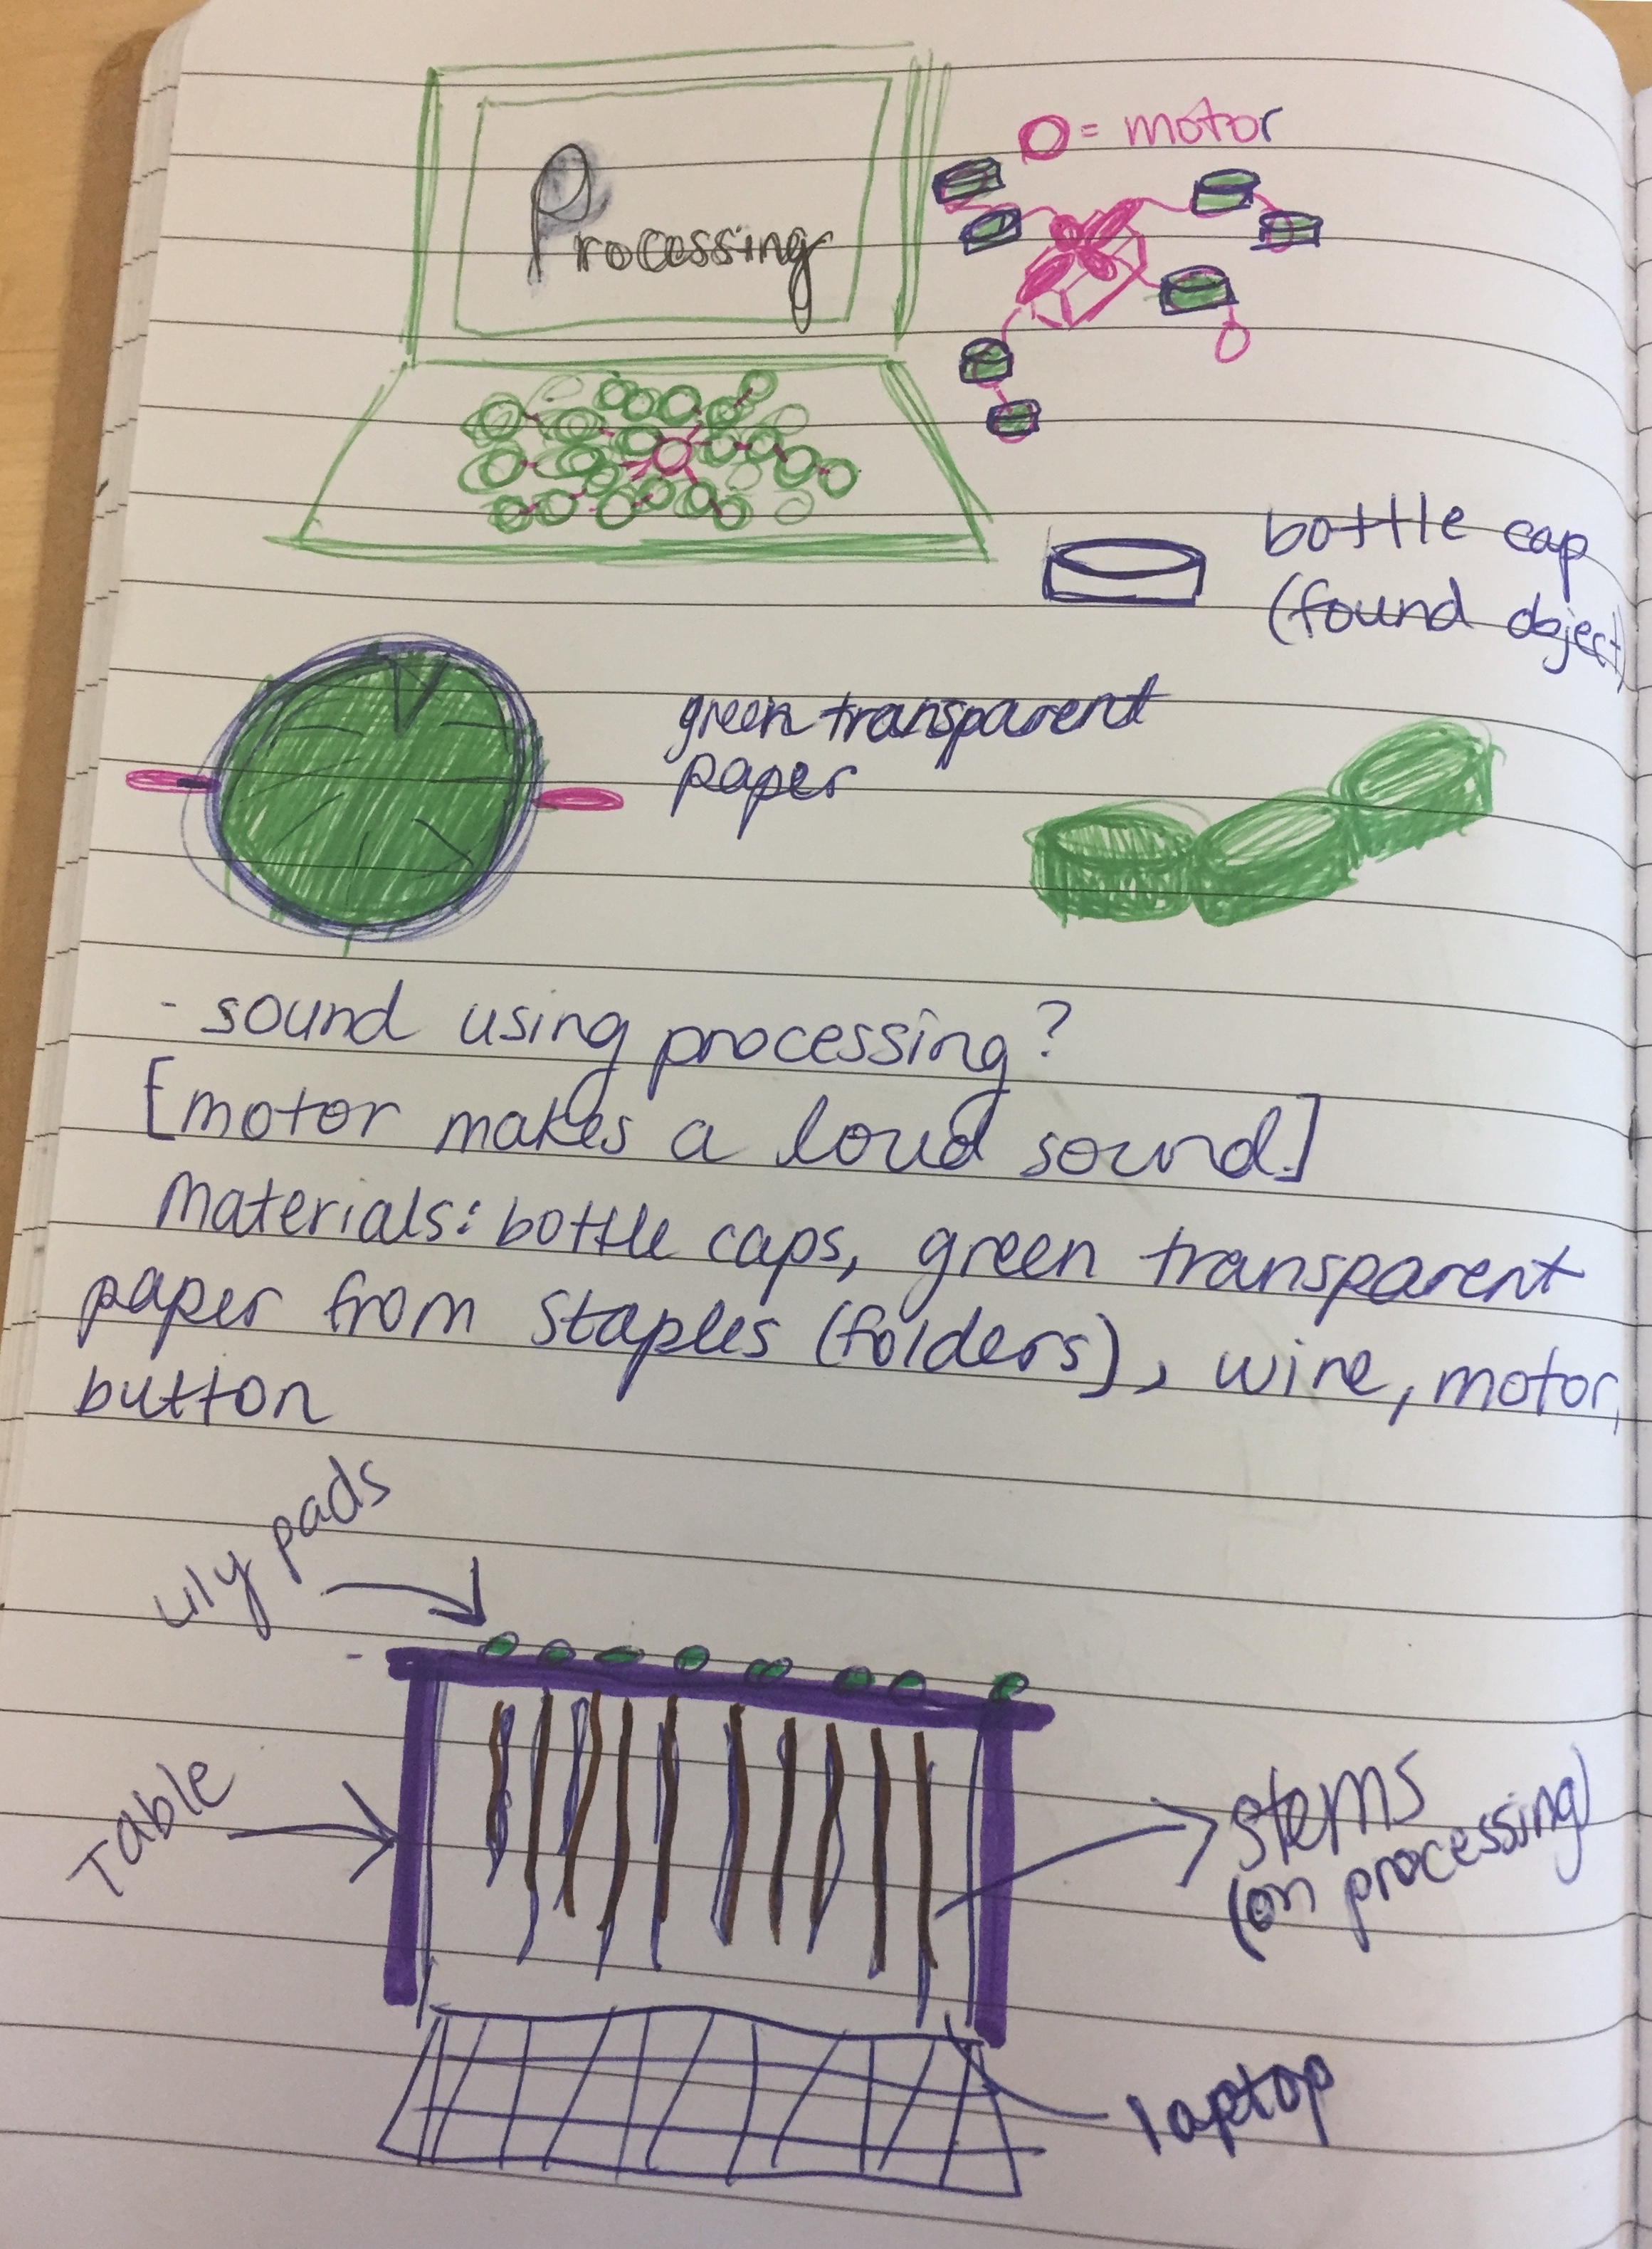 Processing
O = motor
bottle cap
(found object)
green transparent
paper
- sound using processing?
[motor makes a loud sound]
Materials: bottle caps, green transparent
paper from Staples (folders), wire, motor,
button
lily pads
Table
stems
(on processing)
laptop